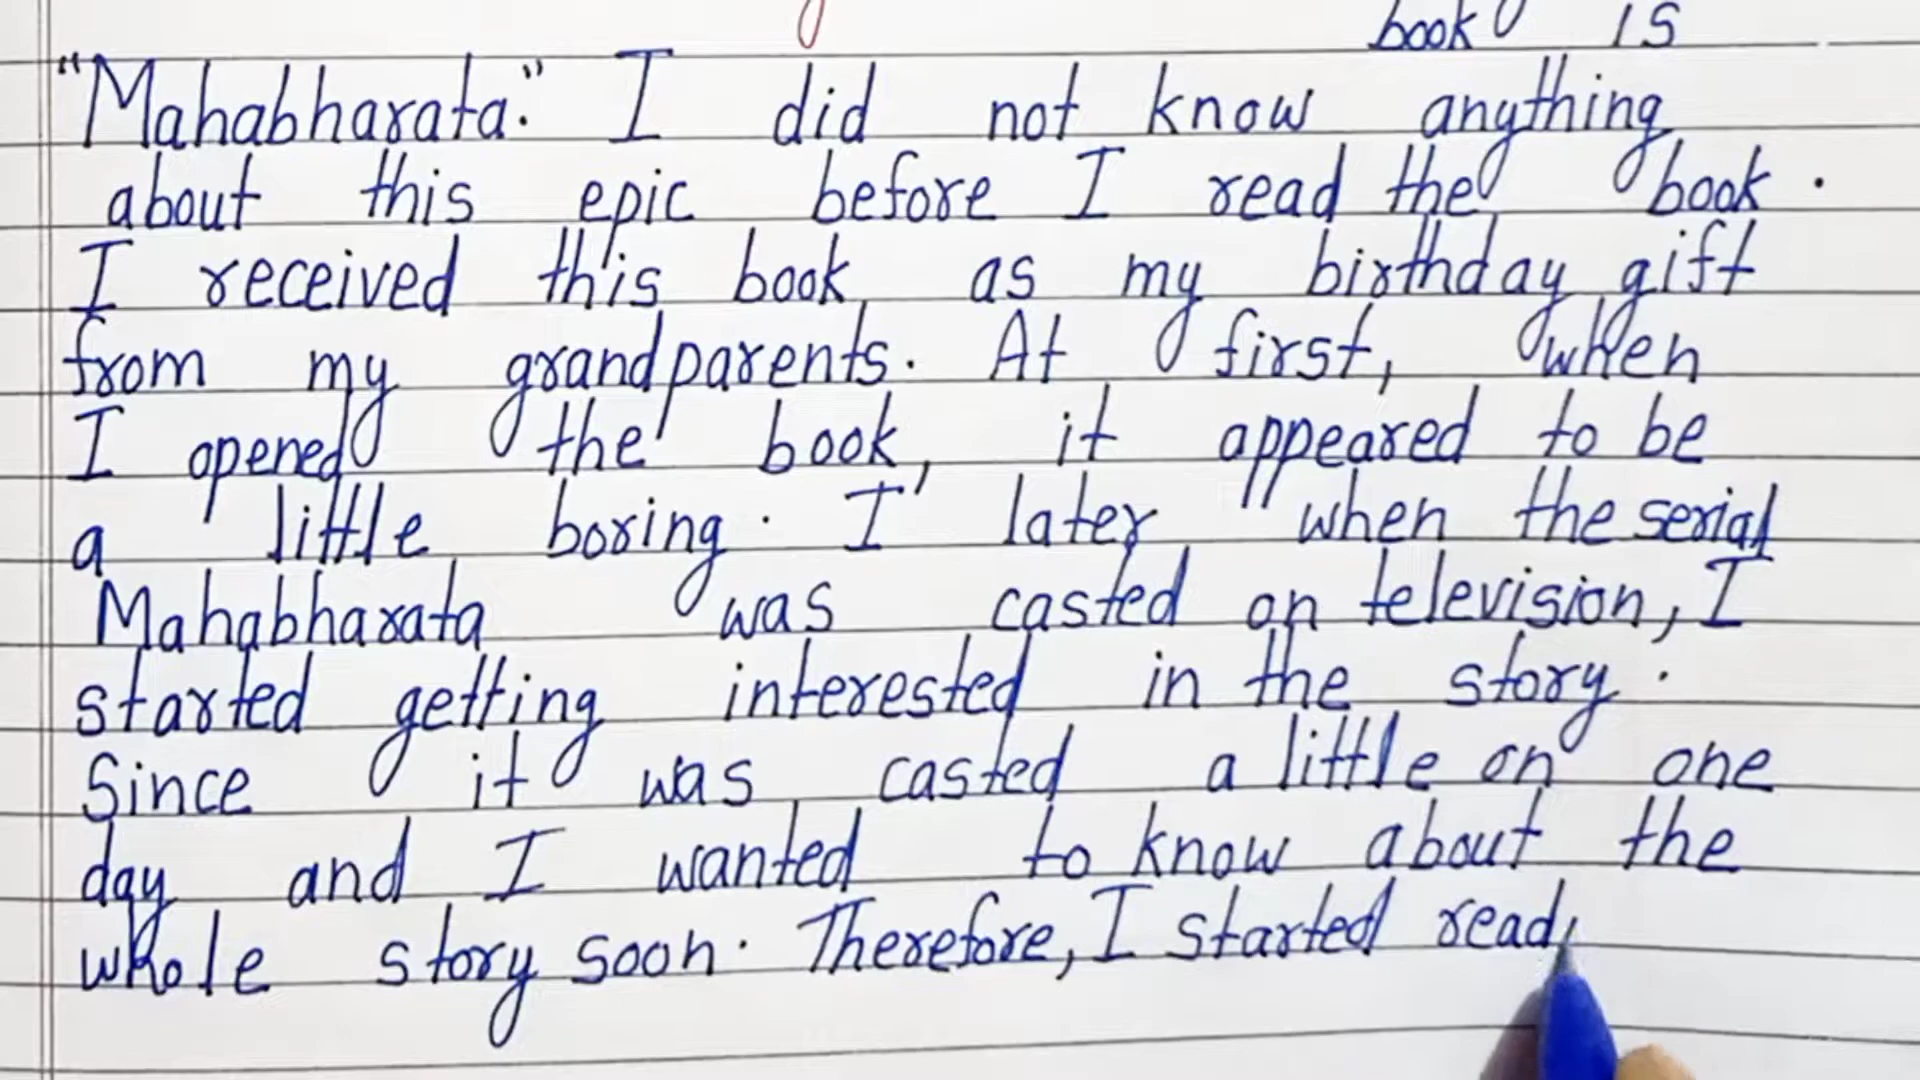 book is
"Mahabharata." I did not know anything
about this epic before I read the book.
I received this book as my birthday gift
from my grandparents. At first, when
I opened the book, it appeared to be
a little boring. I later when the serial
Mahabharata was casted on television, I
started getting interested in the story.
Since it was casted a little on one
day and I wanted to know about the
whole story soon. Therefore, I started read